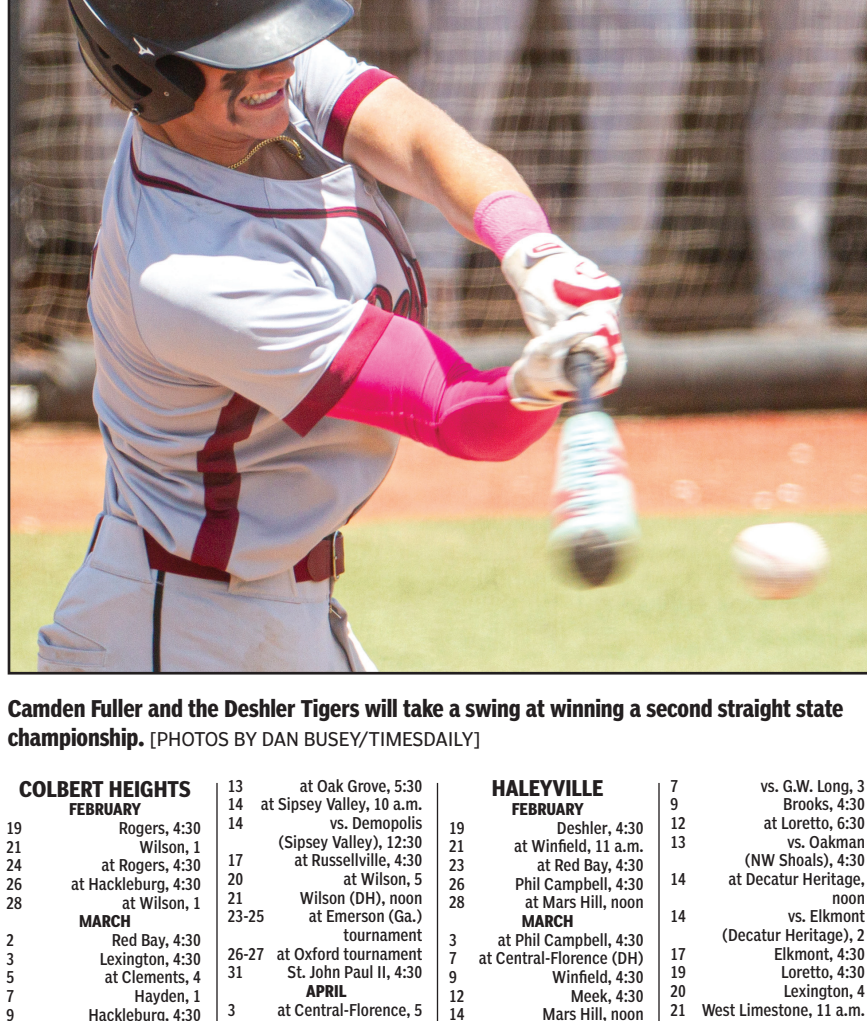 Camden Fuller and the Deshler Tigers will take a swing at winning a second straight state
championship. [PHOTOS BY DAN BUSEY/TIMESDAILY]
COLBERT HEIGHTS
FEBRUARY
19 Rogers, 4:30
21 Wilson, 1
24 at Rogers, 4:30
26 at Hackleburg, 4:30
28 at Wilson, 1
MARCH
2 Red Bay, 4:30
3 Lexington, 4:30
5 at Clements, 4
7 Hayden, 1
9 Hackleburg, 4:30
13 at Oak Grove, 5:30
14 at Sipsey Valley, 10 a.m.
14 vs. Demopolis
(Sipsey Valley), 12:30
17 at Russellville, 4:30
20 at Wilson, 5
21 Wilson (DH), noon
23-25 at Emerson (Ga.)
tournament
26-27 at Oxford tournament
31 St. John Paul II, 4:30
APRIL
3 at Central-Florence, 5
HALEYVILLE
FEBRUARY
19 Deshler, 4:30
21 at Winfield, 11 a.m.
23 at Red Bay, 4:30
26 Phil Campbell, 4:30
28 at Mars Hill, noon
MARCH
3 at Phil Campbell, 4:30
7 at Central-Florence (DH)
9 Winfield, 4:30
12 Meek, 4:30
14 Mars Hill, noon
7 vs. G.W. Long, 3
9 Brooks, 4:30
12 at Loretto, 6:30
13 vs. Oakman
(NW Shoals), 4:30
14 at Decatur Heritage,
noon
14 vs. Elkmont
(Decatur Heritage), 2
17 Elkmont, 4:30
19 Loretto, 4:30
20 Lexington, 4
21 West Limestone, 11 a.m.